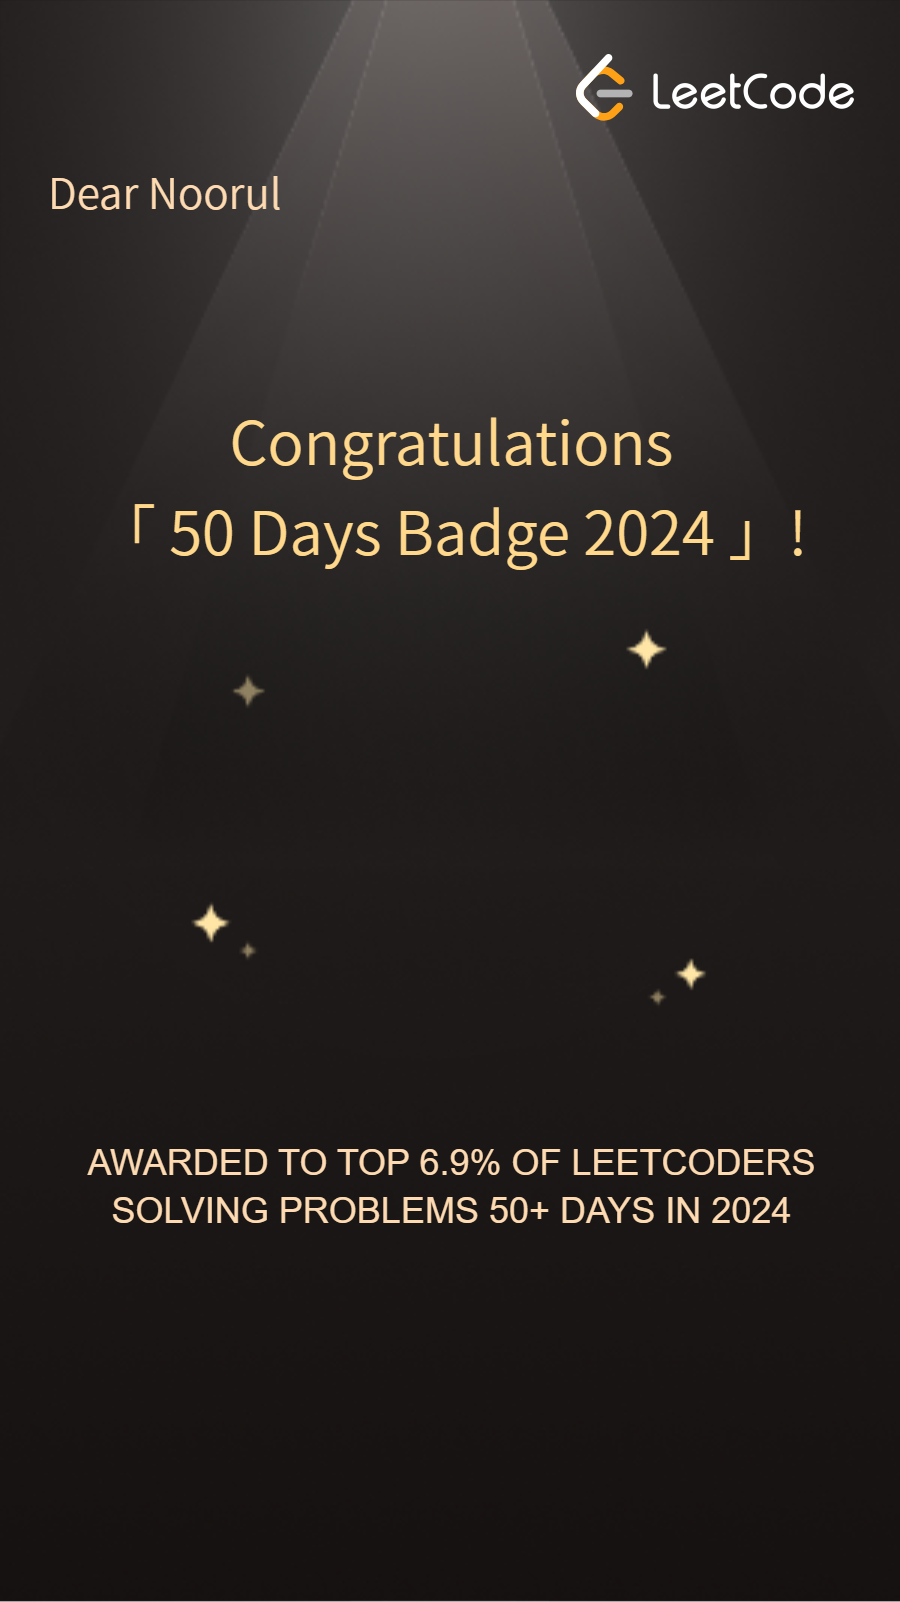 LeetCode
Dear Noorul
Congratulations
「 50 Days Badge 2024 」 !
AWARDED TO TOP 6.9% OF LEETCODERS
SOLVING PROBLEMS 50+ DAYS IN 2024